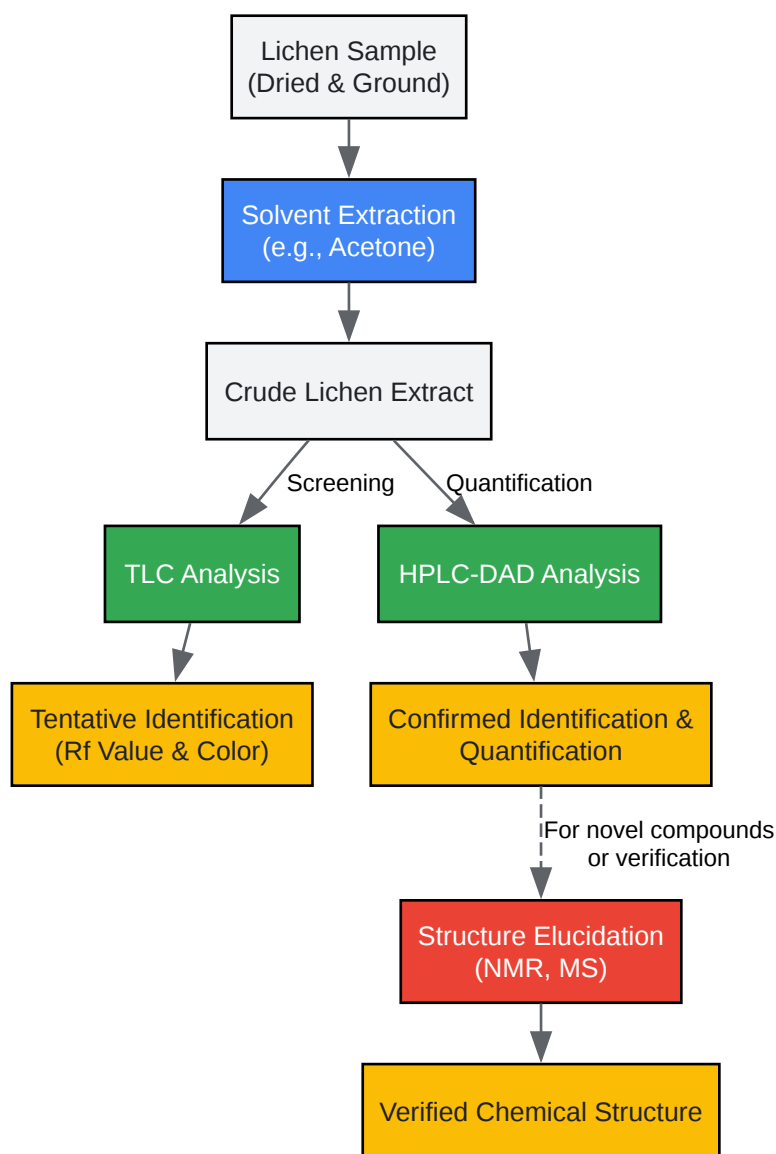 Lichen Sample
(Dried & Ground)
Solvent Extraction
(e.g., Acetone)
Crude Lichen Extract
Screening
Quantification
TLC Analysis
HPLC-DAD Analysis
Tentative Identification
(Rf Value & Color)
Confirmed Identification &
Quantification
For novel compounds
or verification
Structure Elucidation
(NMR, MS)
Verified Chemical Structure